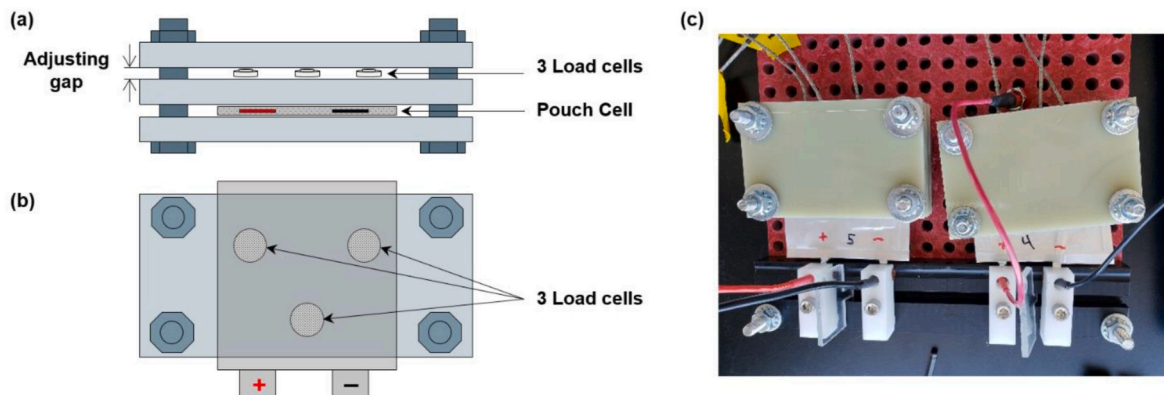 (a)
Adjusting
gap
3 Load cells
Pouch Cell
(b)
3 Load cells
+ −
(c)
+ 5 -
+ 4 -